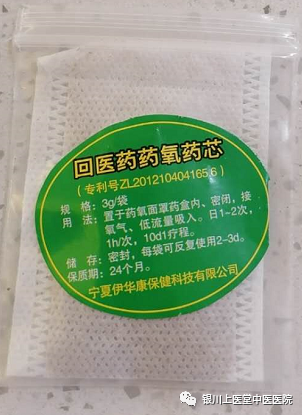 回医药药氧药芯
（专利号ZL201210404165 6）
规　格：3g/袋
用　法：置于药氧面罩药盒内、密闭，接
氧气、低流量吸入。日1-2次，
1h/次，10d1疗程。
储　存：密封，每袋可反复使用2-3d。
保质期：24个月。
宁夏伊华康保健科技有限公司
银川上医堂中医医院